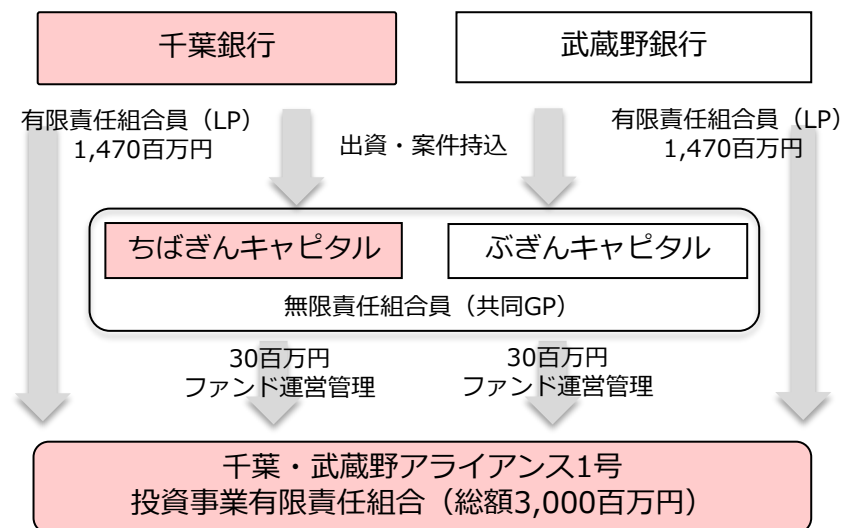 千葉銀行
武蔵野銀行
有限責任組合員（LP）
1,470百万円
出資・案件持込
有限責任組合員（LP）
1,470百万円
ちばぎんキャピタル
ぶぎんキャピタル
無限責任組合員（共同GP）
30百万円
ファンド運営管理
30百万円
ファンド運営管理
千葉・武蔵野アライアンス1号
投資事業有限責任組合（総額3,000百万円）